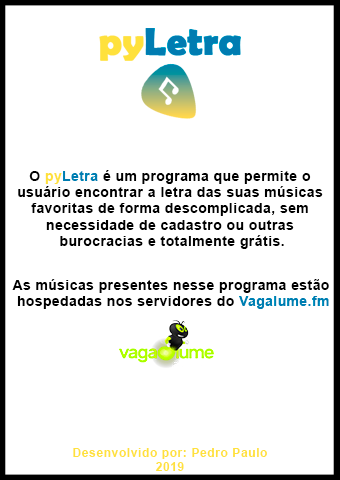 pyLetra
O pyLetra é um programa que permite o
usuário encontrar a letra das suas músicas
favoritas de forma descomplicada, sem
necessidade de cadastro ou outras
burocracias e totalmente grátis.
As músicas presentes nesse programa estão
hospedadas nos servidores do Vagalume.fm
vagalume
Desenvolvido por: Pedro Paulo
2019